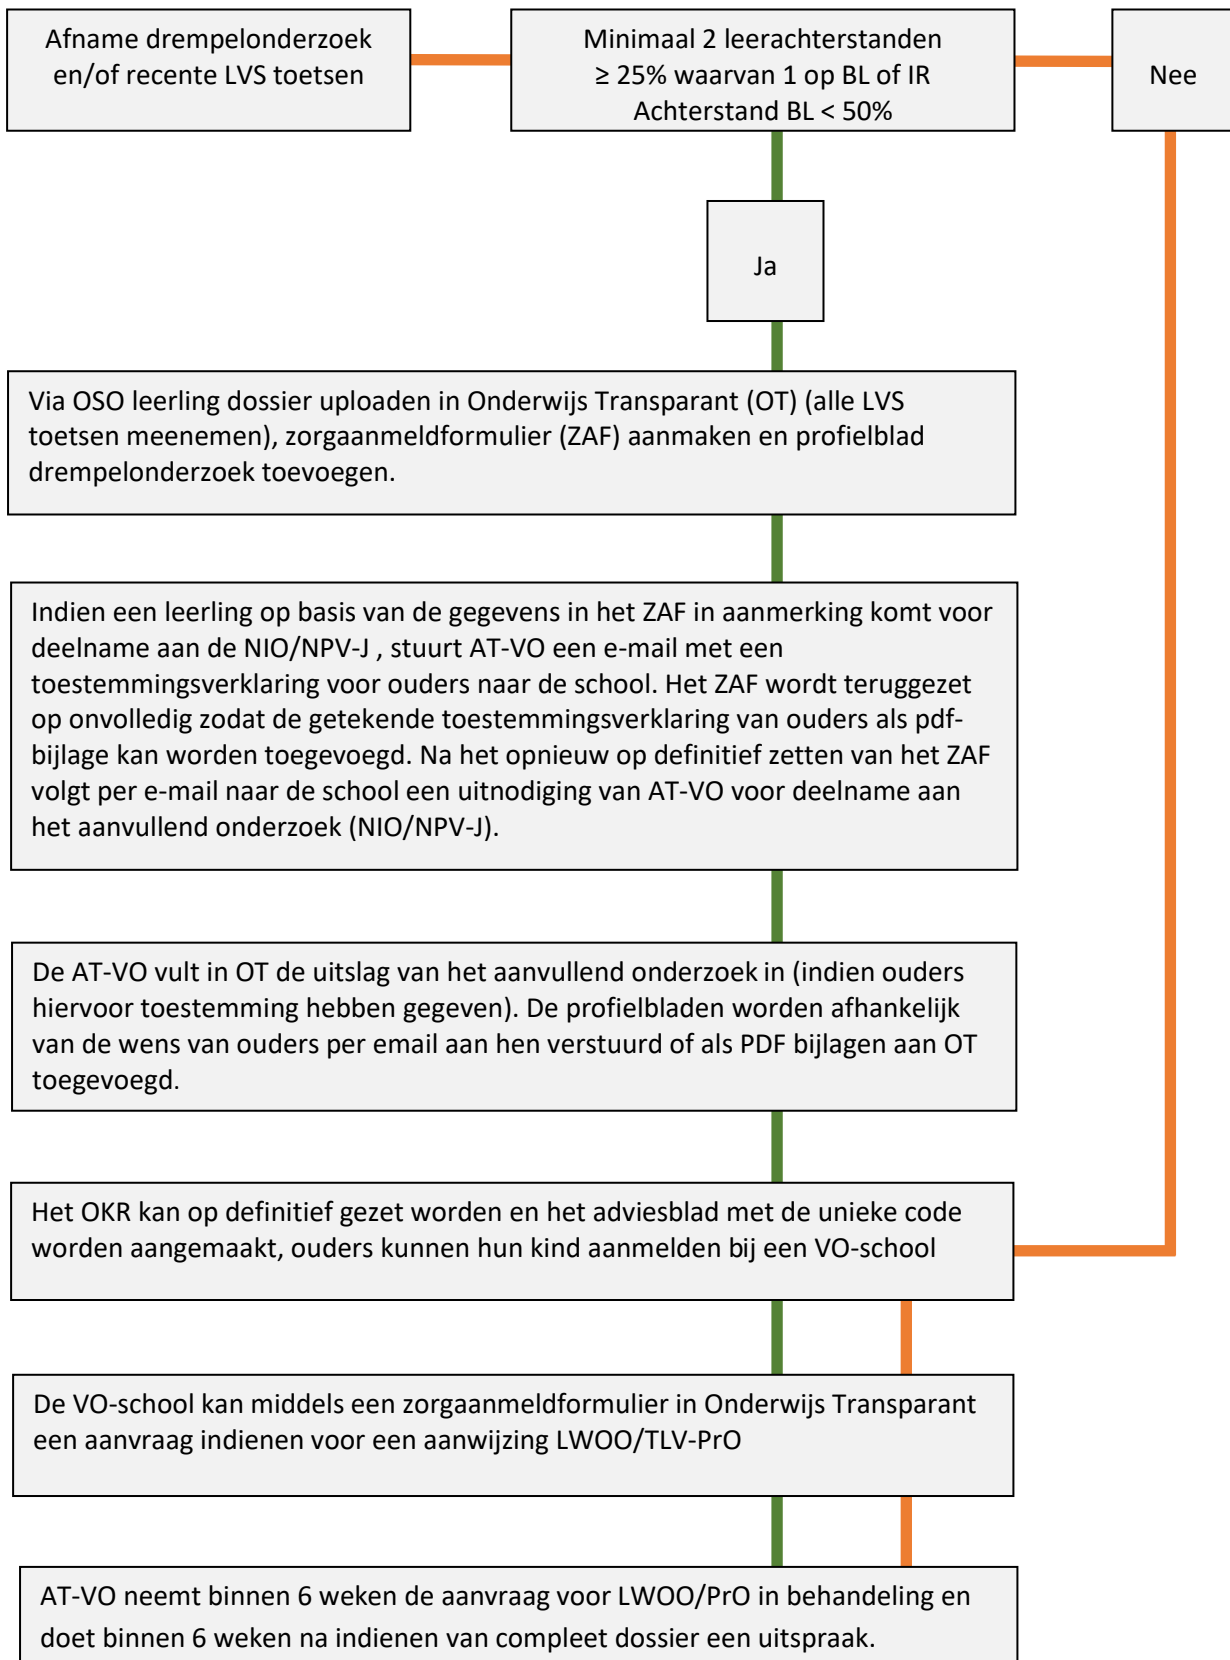 Afname drempelonderzoek
en/of recente LVS toetsen
Minimaal 2 leerachterstanden
≥ 25% waarvan 1 op BL of IR
Achterstand BL < 50%
Nee
Ja
Via OSO leerling dossier uploaden in Onderwijs Transparant (OT) (alle LVS
toetsen meenemen), zorgaanmeldformulier (ZAF) aanmaken en profielblad
drempelonderzoek toevoegen.
Indien een leerling op basis van de gegevens in het ZAF in aanmerking komt voor
deelname aan de NIO/NPV-J , stuurt AT-VO een e-mail met een
toestemmingsverklaring voor ouders naar de school. Het ZAF wordt teruggezet
op onvolledig zodat de getekende toestemmingsverklaring van ouders als pdf-
bijlage kan worden toegevoegd. Na het opnieuw op definitief zetten van het ZAF
volgt per e-mail naar de school een uitnodiging van AT-VO voor deelname aan
het aanvullend onderzoek (NIO/NPV-J).
De AT-VO vult in OT de uitslag van het aanvullend onderzoek in (indien ouders
hiervoor toestemming hebben gegeven). De profielbladen worden afhankelijk
van de wens van ouders per email aan hen verstuurd of als PDF bijlagen aan OT
toegevoegd.
Het OKR kan op definitief gezet worden en het adviesblad met de unieke code
worden aangemaakt, ouders kunnen hun kind aanmelden bij een VO-school
De VO-school kan middels een zorgaanmeldformulier in Onderwijs Transparant
een aanvraag indienen voor een aanwijzing LWOO/TLV-PrO
AT-VO neemt binnen 6 weken de aanvraag voor LWOO/PrO in behandeling en
doet binnen 6 weken na indienen van compleet dossier een uitspraak.